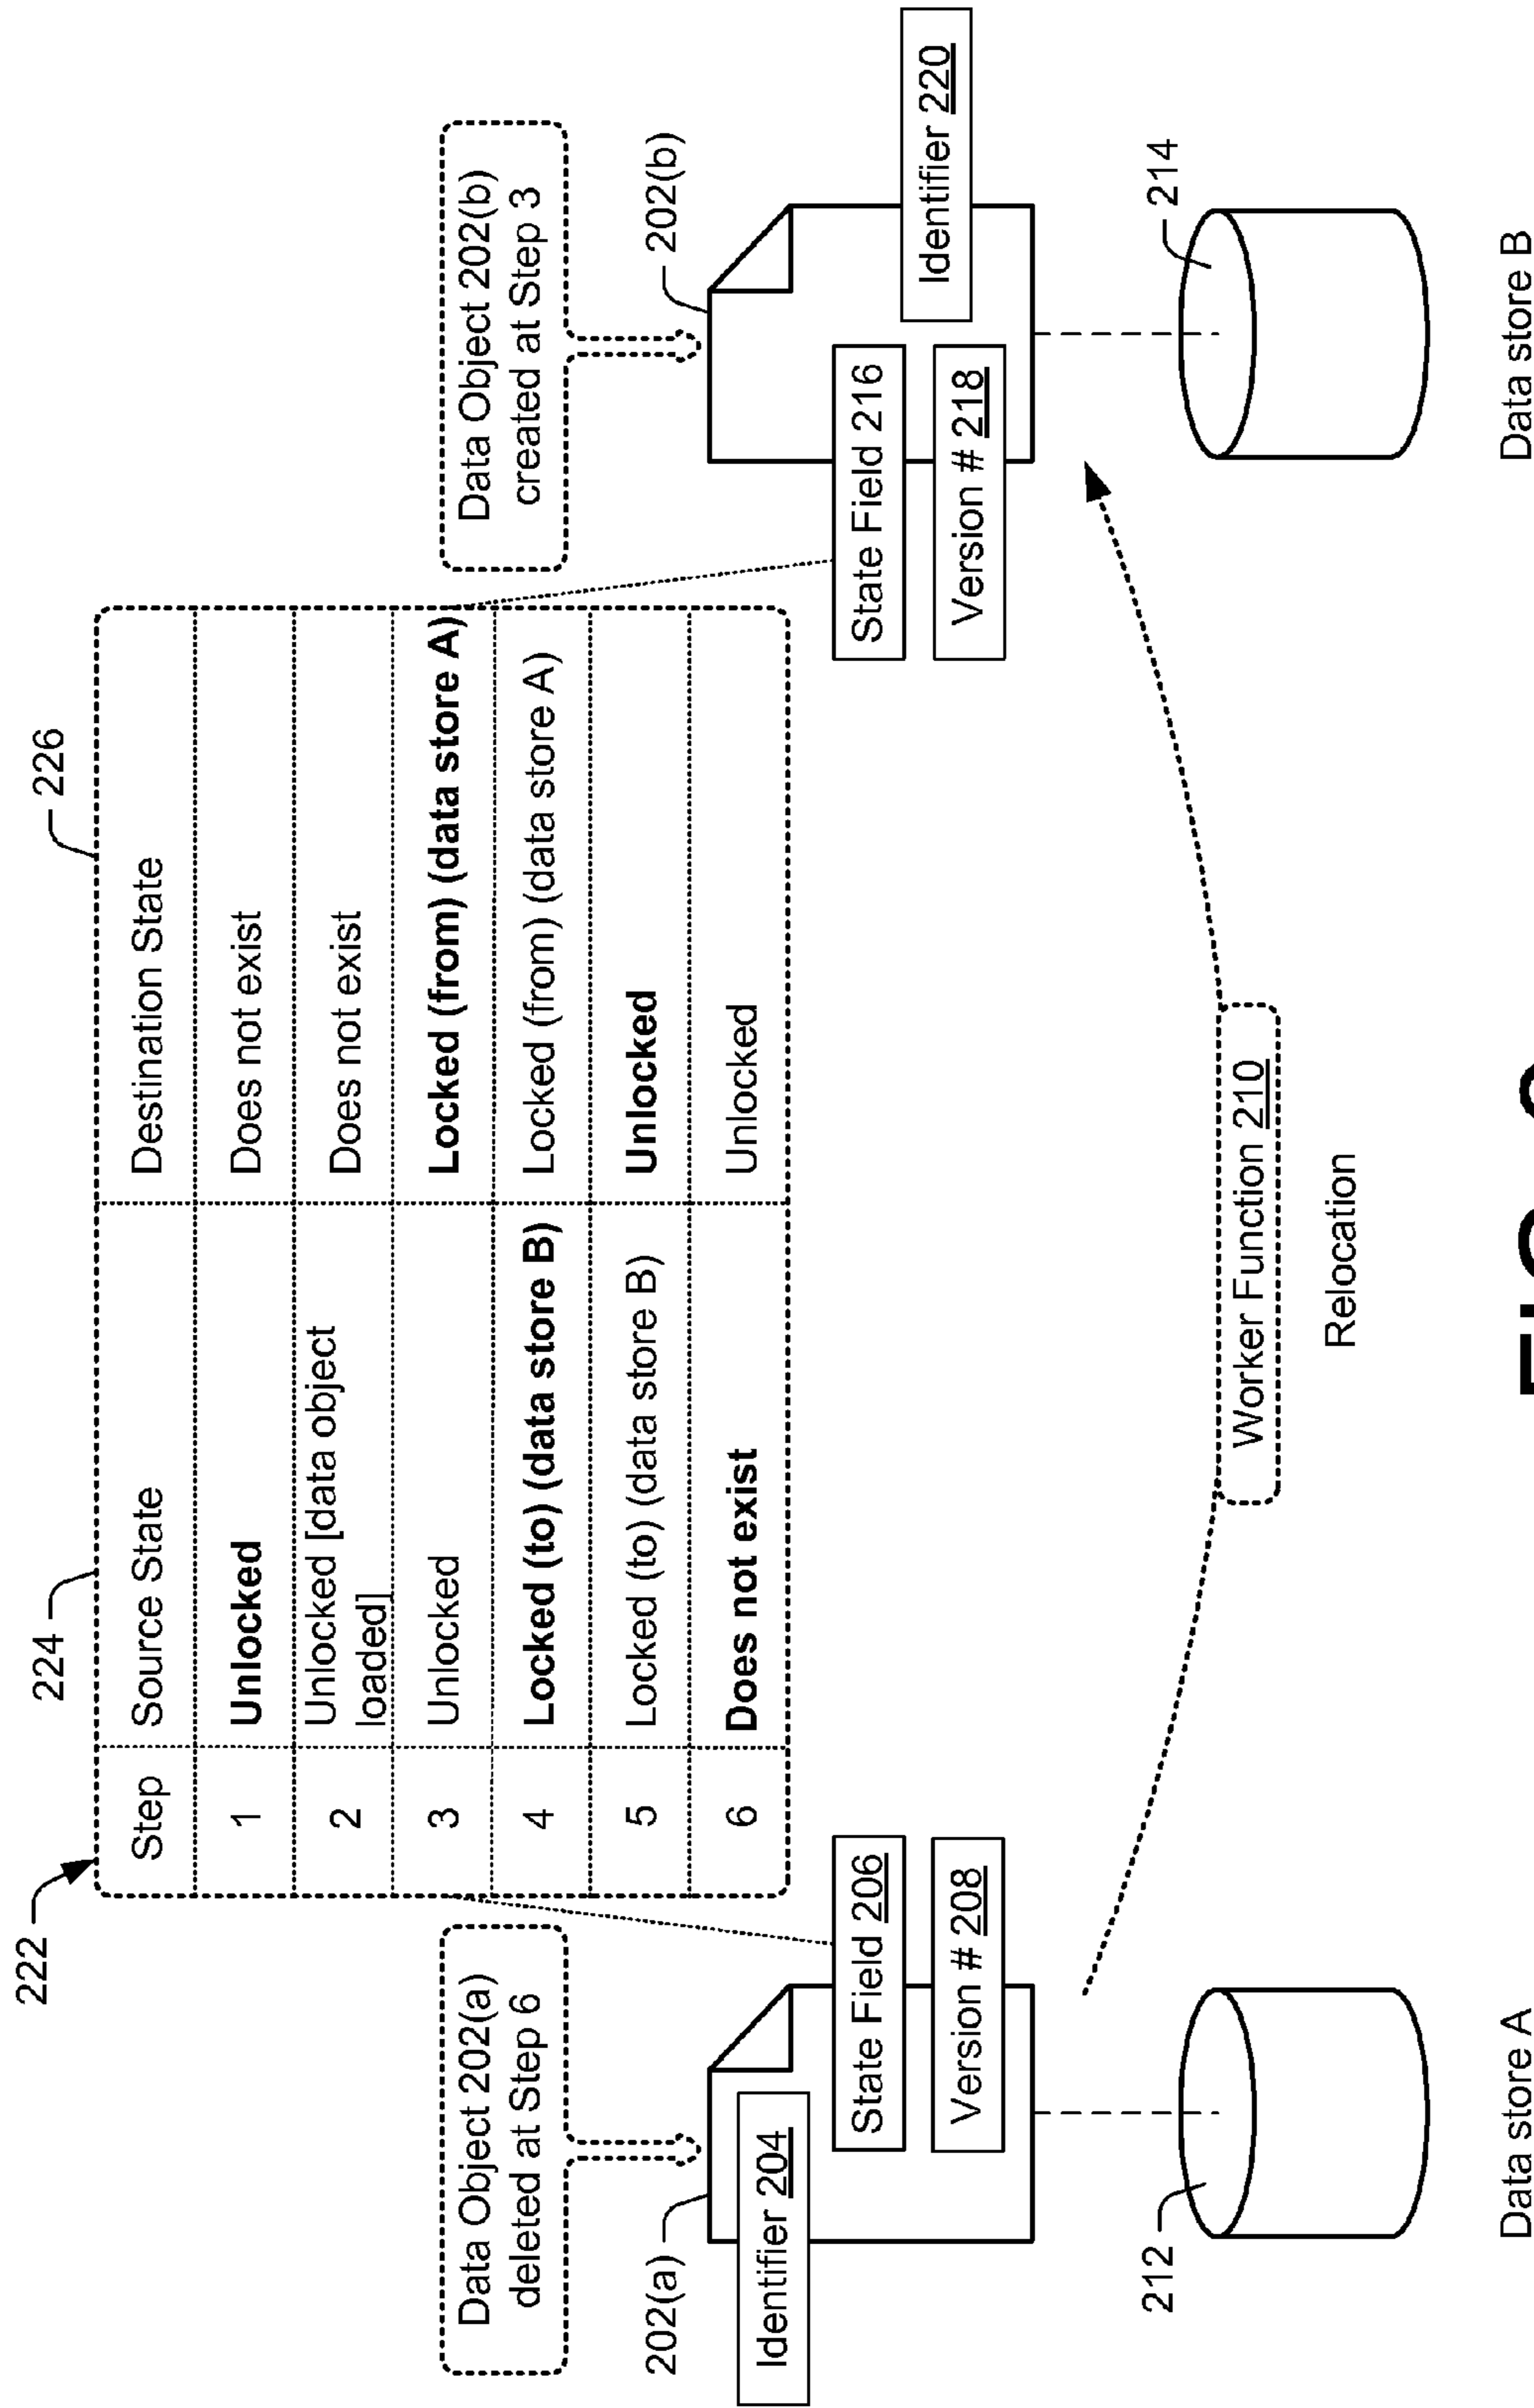 222
224
226
Step Source State Destination State
1 Unlocked Does not exist
2 Unlocked [data object Does not exist
loaded]
3 Unlocked Locked (from) (data store A)
4 Locked (to) (data store B) Locked (from) (data store A)
5 Locked (to) (data store B) Unlocked
6 Does not exist Unlocked
Data Object 202(a)
deleted at Step 6
Data Object 202(b)
created at Step 3
202(a)
202(b)
Identifier 204
State Field 206
Version # 208
State Field 216
Version # 218
Identifier 220
212
214
Worker Function 210
Relocation
Data store A
Data store B